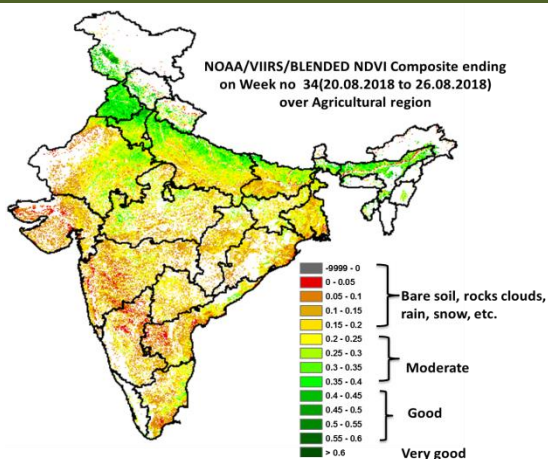 NOAA/VIIRS/BLENDED NDVI Composite ending
on Week no 34(20.08.2018 to 26.08.2018)
over Agricultural region
-9999 - 0
0 - 0.05
0.05 - 0.1
0.1 - 0.15
0.15 - 0.2
0.2 - 0.25
0.25 - 0.3
0.3 - 0.35
0.35 - 0.4
0.4 - 0.45
0.45 - 0.5
0.5 - 0.55
0.55 - 0.6
> 0.6
Bare soil, rocks clouds,
rain, snow, etc.
Moderate
Good
Very good